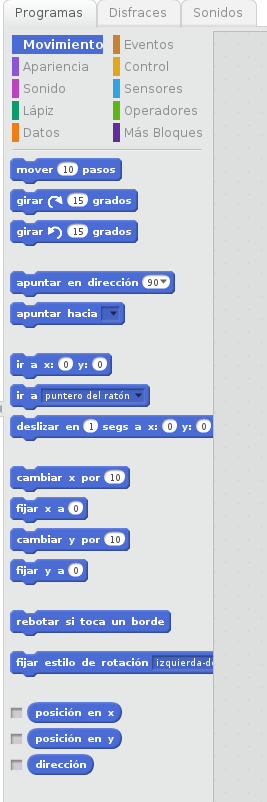 Programas Disfraces Sonidos
Movimiento Eventos
Apariencia Control
Sonido Sensores
Lápiz Operadores
Datos Más Bloques
mover 10 pasos
girar 15 grados
girar 15 grados
apuntar en dirección 90
apuntar hacia
ir a x: 0 y: 0
ir a puntero del ratón
deslizar en 1 segs a x: 0 y: 0
cambiar x por 10
fijar x a 0
cambiar y por 10
fijar y a 0
rebotar si toca un borde
fijar estilo de rotación izquierda-de
posición en x
posición en y
dirección